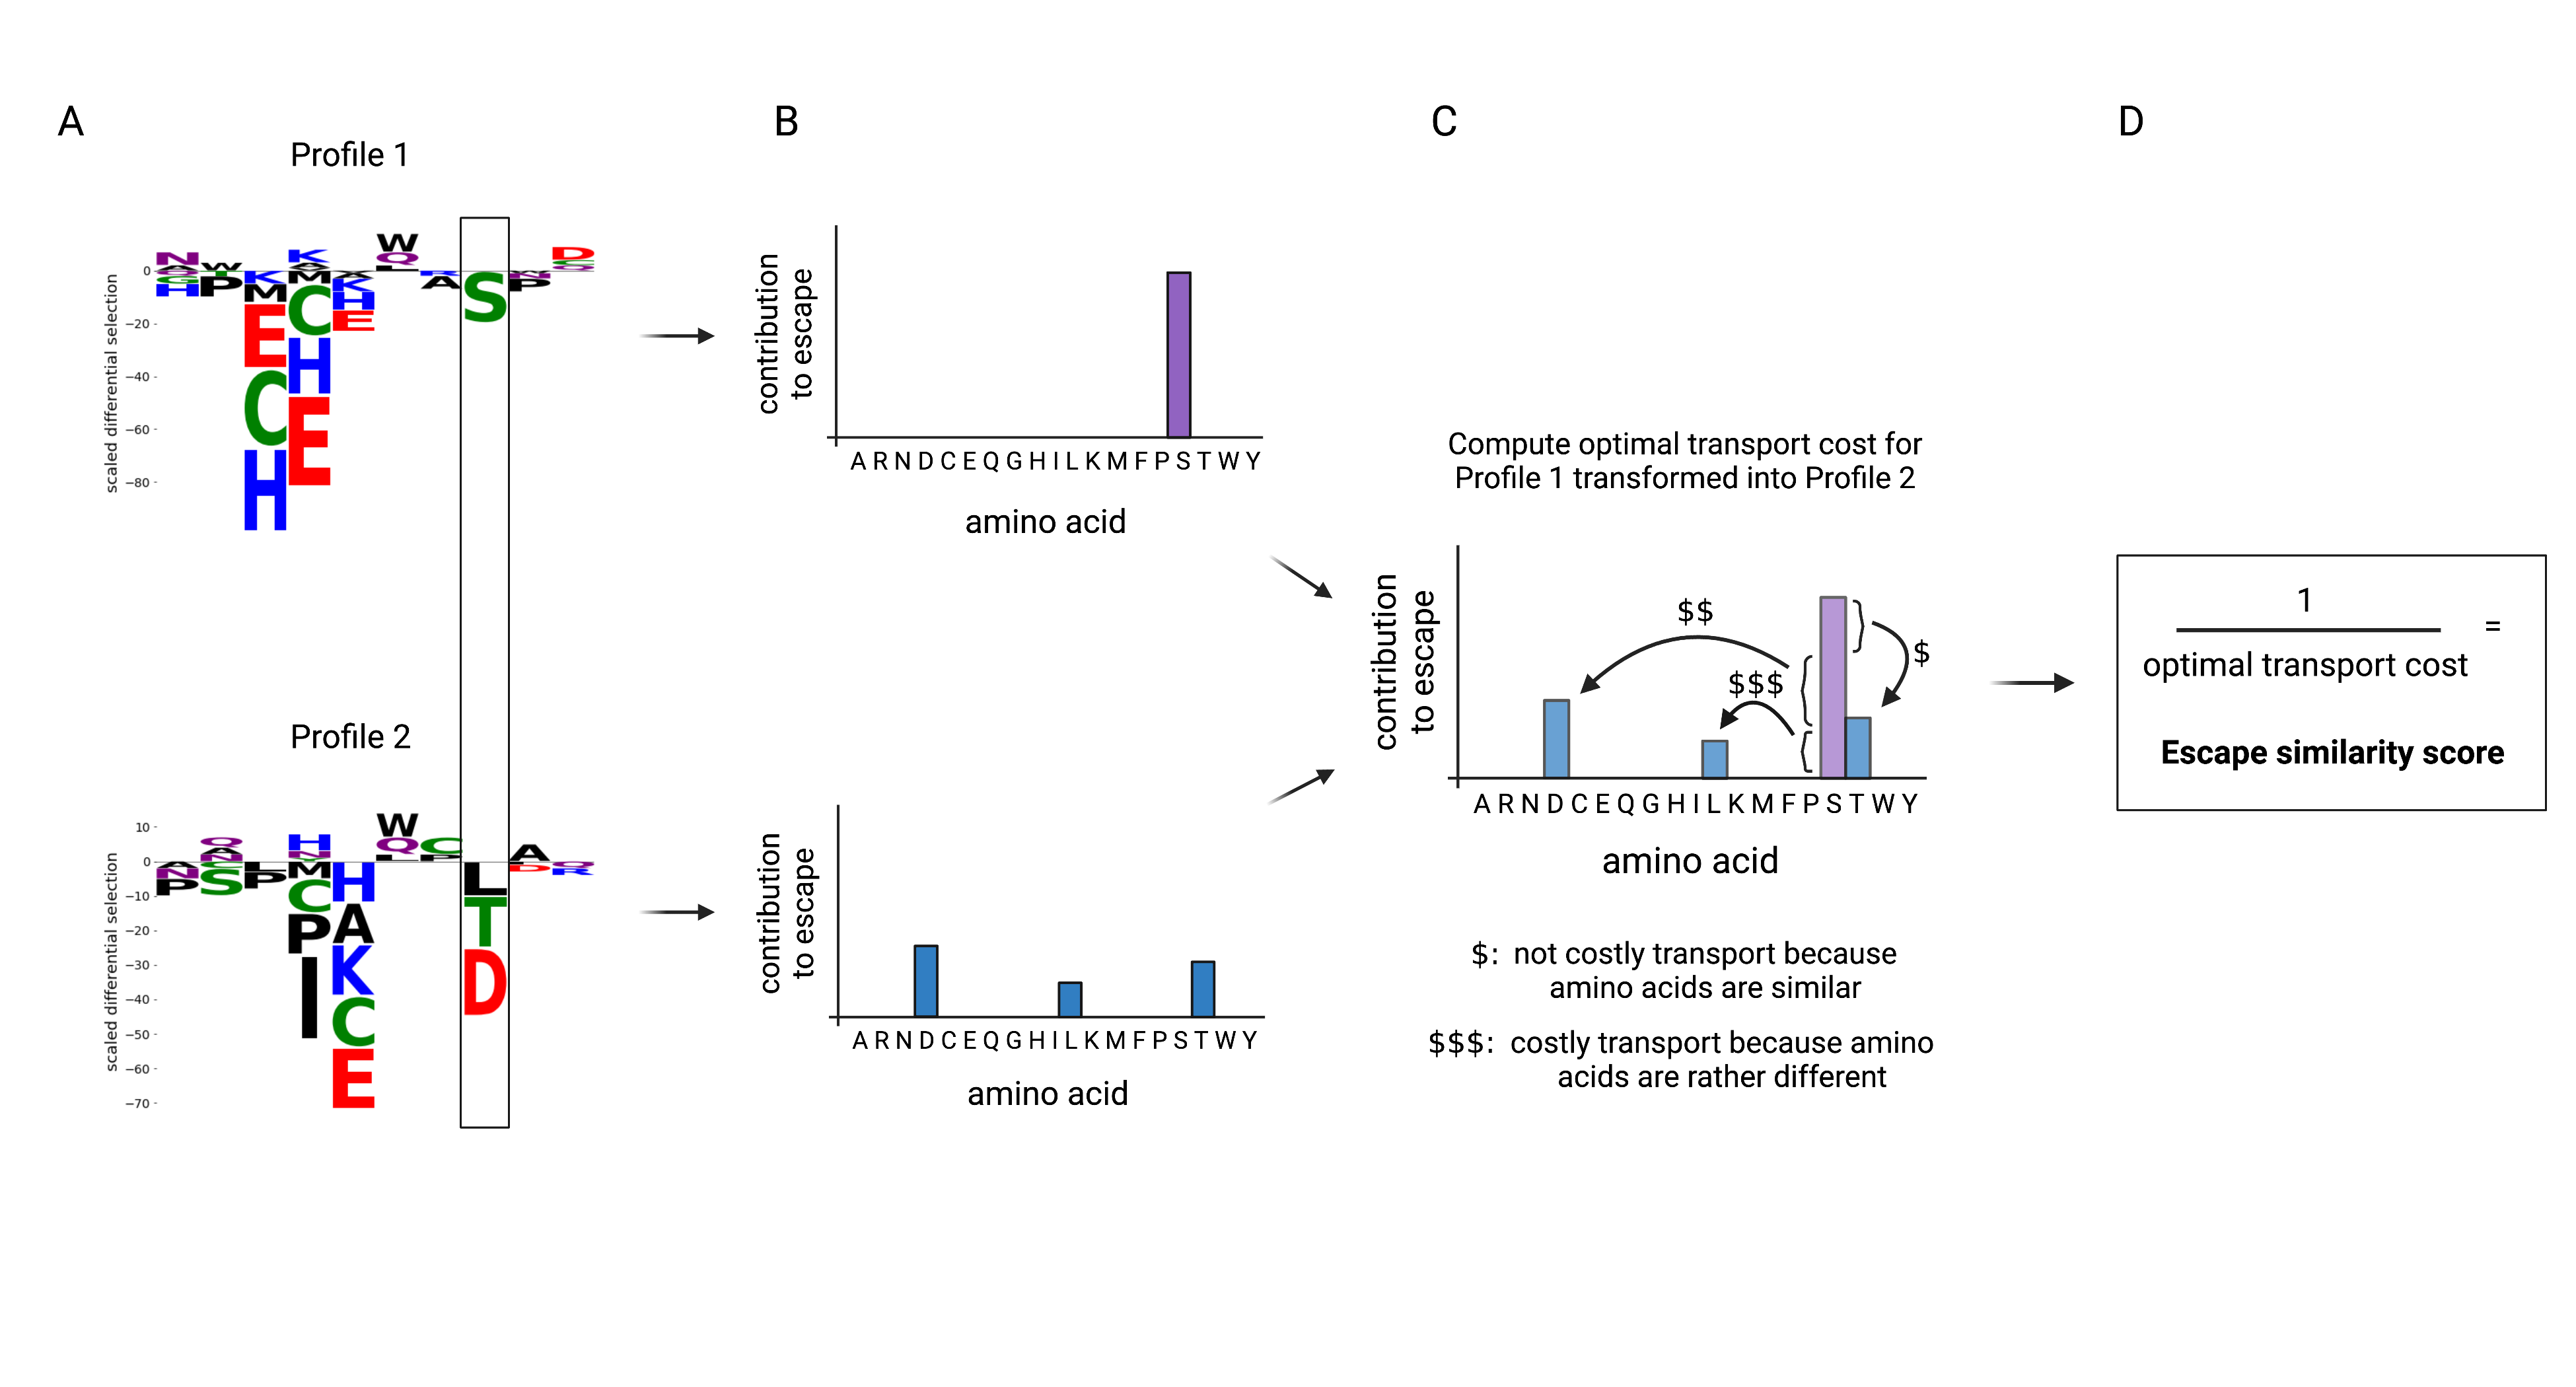 A
B
C
D
Profile 1
scaled differential selection
0
−20
−40
−60
−80
N
W
P
K
M
E
C
H
K
M
C
H
E
K
H
E
W
Q
L
A
S
P
D
contribution
to escape
A R N D C E Q G H I L K M F P S T W Y
amino acid
Profile 2
scaled differential selection
10
0
−10
−20
−30
−40
−50
−60
−70
A
N
P
Q
A
N
C
S
L
P
H
N
M
C
P
I
H
A
K
C
E
W
Q
L
C
P
L
T
D
A
D
Q
R
contribution
to escape
A R N D C E Q G H I L K M F P S T W Y
amino acid
Compute optimal transport cost for
Profile 1 transformed into Profile 2
contribution
to escape
$$
$$$
$
A R N D C E Q G H I L K M F P S T W Y
amino acid
$: not costly transport because
amino acids are similar
$$$: costly transport because amino
acids are rather different
1
optimal transport cost
=
Escape similarity score